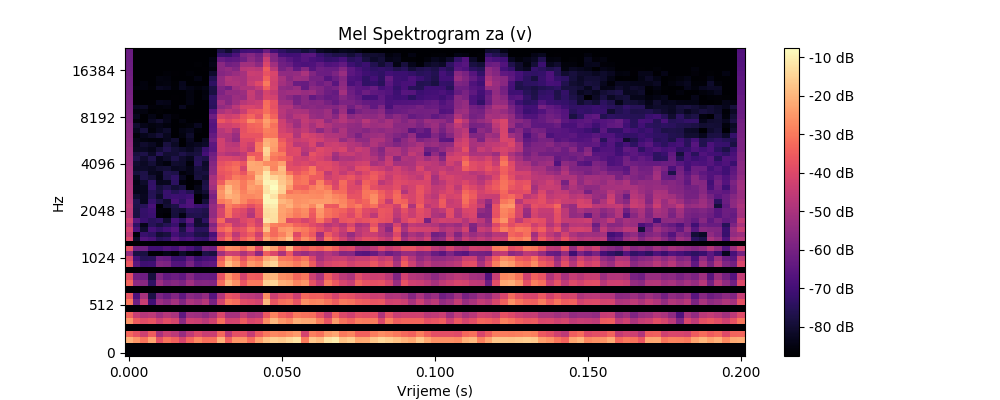 Mel Spektrogram za (v)
Hz
16384
8192
4096
2048
1024
512
0
0.000 0.050 0.100 0.150 0.200
Vrijeme (s)
-10 dB
-20 dB
-30 dB
-40 dB
-50 dB
-60 dB
-70 dB
-80 dB